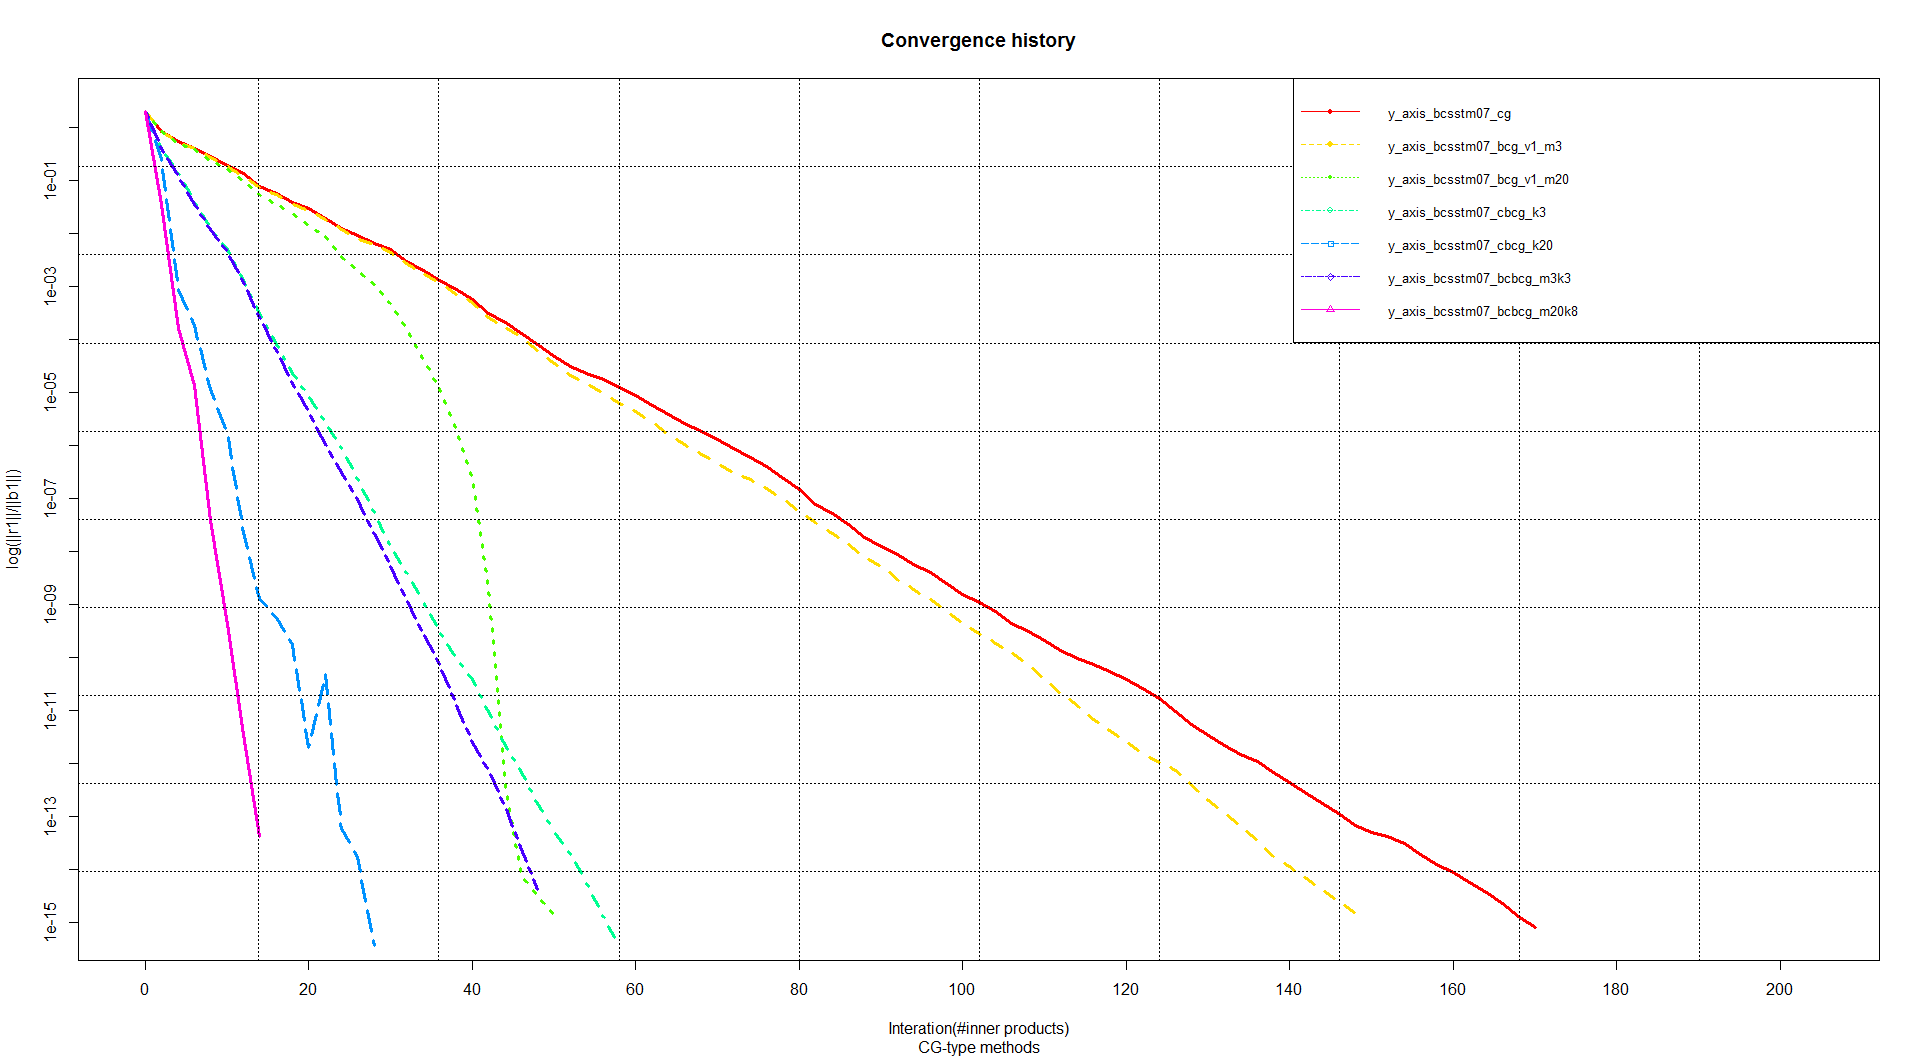 Convergence history
y_axis_bcsstm07_cg
y_axis_bcsstm07_bcg_v1_m3
y_axis_bcsstm07_bcg_v1_m20
y_axis_bcsstm07_cbcg_k3
y_axis_bcsstm07_cbcg_k20
y_axis_bcsstm07_bcbcg_m3k3
y_axis_bcsstm07_bcbcg_m20k8
log(||r1||/||b1||)
1e-01
1e-03
1e-05
1e-07
1e-09
1e-11
1e-13
1e-15
0 20 40 60 80 100 120 140 160 180 200
Interation(#inner products)
CG-type methods